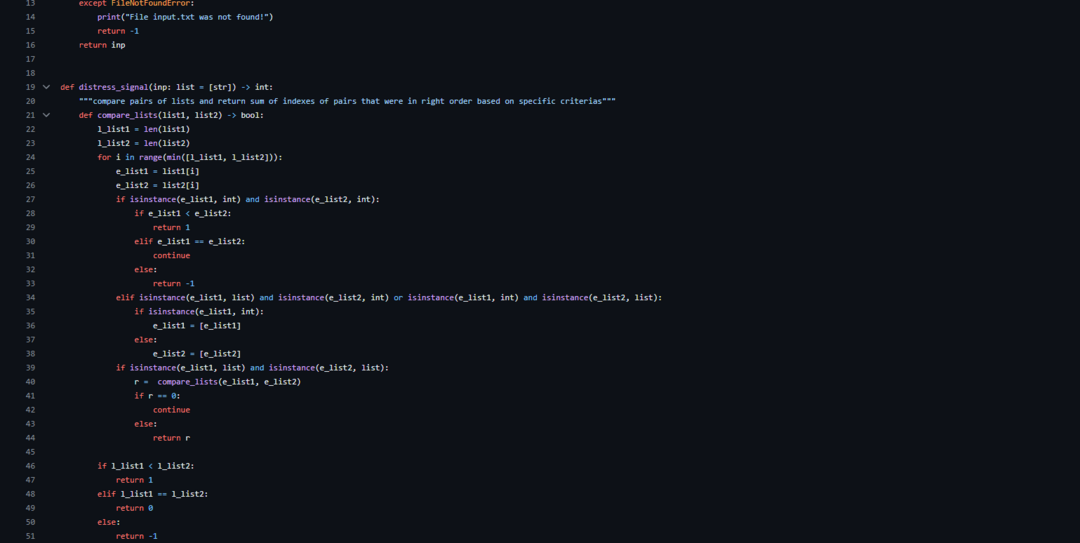 13 except FileNotFoundError:
14 print("File input.txt was not found!")
15 return -1
16 return inp
17
18
19 def distress_signal(inp: list = [str]) -> int:
20 """compare pairs of lists and return sum of indexes of pairs that were in right order based on specific criterias"""
21 def compare_lists(list1, list2) -> bool:
22 l_list1 = len(list1)
23 l_list2 = len(list2)
24 for i in range(min([l_list1, l_list2])):
25 e_list1 = list1[i]
26 e_list2 = list2[i]
27 if isinstance(e_list1, int) and isinstance(e_list2, int):
28 if e_list1 < e_list2:
29 return 1
30 elif e_list1 == e_list2:
31 continue
32 else:
33 return -1
34 elif isinstance(e_list1, list) and isinstance(e_list2, int) or isinstance(e_list1, int) and isinstance(e_list2, list):
35 if isinstance(e_list1, int):
36 e_list1 = [e_list1]
37 else:
38 e_list2 = [e_list2]
39 if isinstance(e_list1, list) and isinstance(e_list2, list):
40 r =  compare_lists(e_list1, e_list2)
41 if r == 0:
42 continue
43 else:
44 return r
45
46 if l_list1 < l_list2:
47 return 1
48 elif l_list1 == l_list2:
49 return 0
50 else:
51 return -1